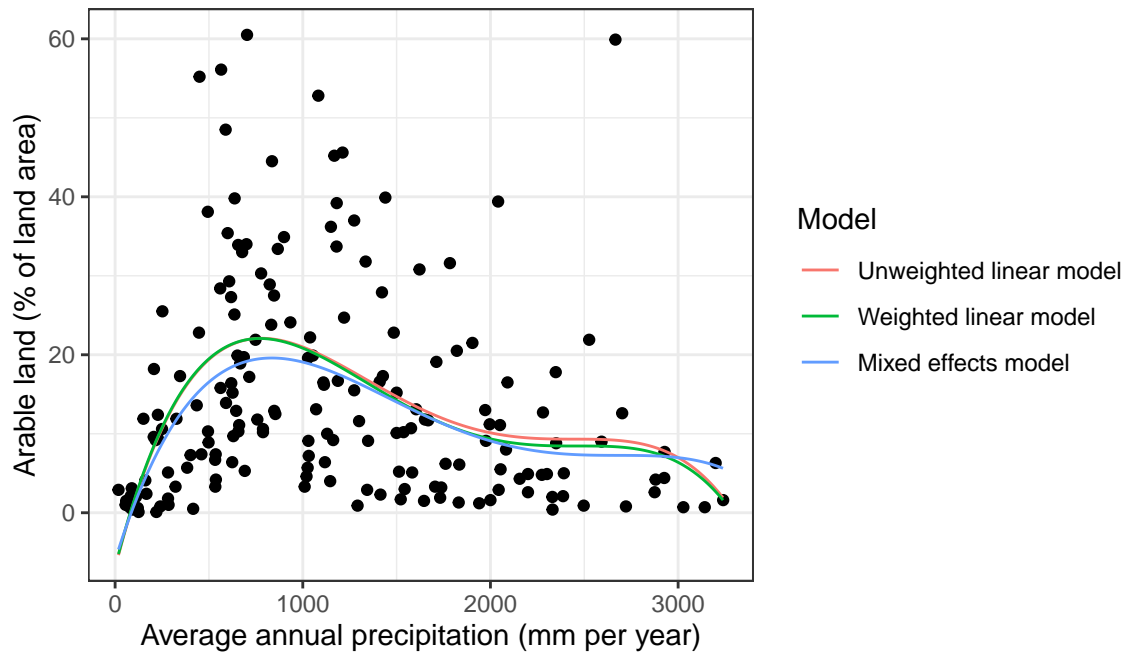 60
40
20
0
Arable land (% of land area)
0
1000
2000
3000
Average annual precipitation (mm per year)
Model
Unweighted linear model
Weighted linear model
Mixed effects model